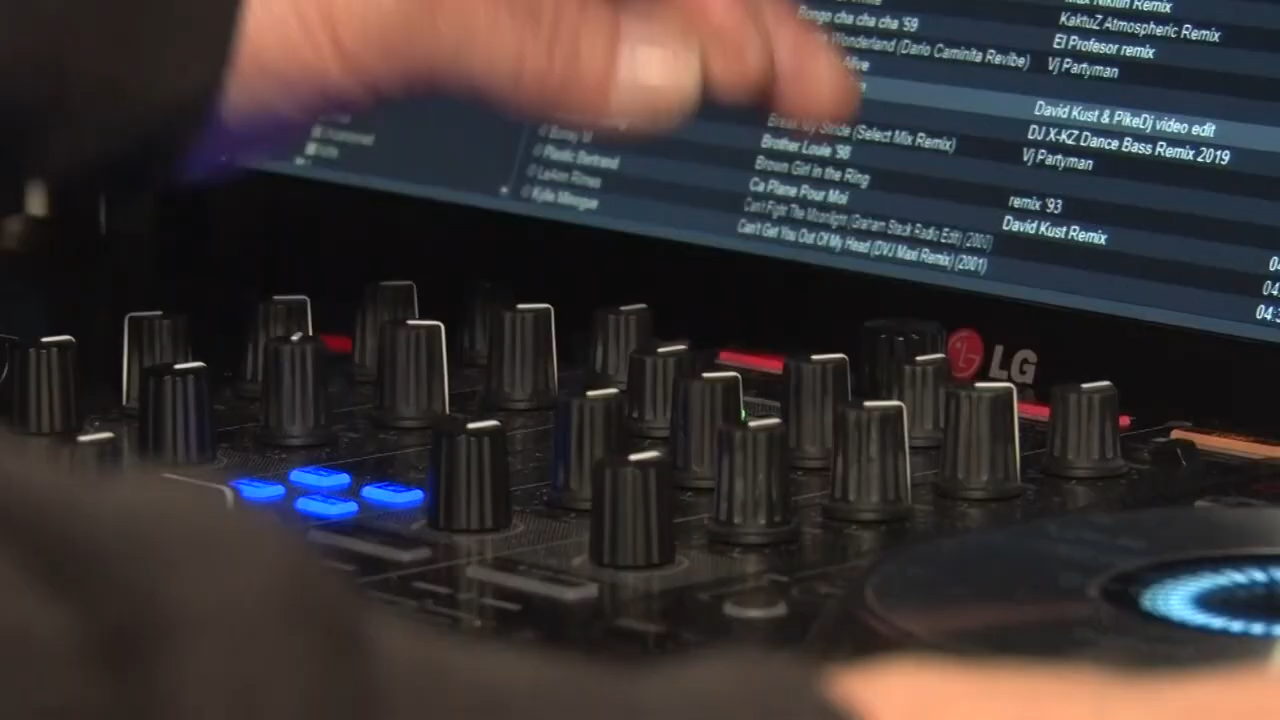 Max Nikitin Remix
Bongo cha cha cha '59
KaktuZ Atmospheric Remix
Wonderland (Dario Caminita Revibe)
El Profesor remix
Alive
Vj Partyman
David Kust & PikeDj video edit
(Select Mix Remix)
DJ X-KZ Dance Bass Remix 2019
Brother Louie '98
Vj Partyman
Plastic Bertrand
Brown Girl in the Ring
LeAnn Rimes
Ca Plane Pour Moi
remix '93
Kylie Minogue
Can't Fight The Moonlight (Graham Stack Radio Edit) (2000)
David Kust Remix
Can't Get You Out Of My Head (DVJ Maxi Remix) (2001)
LG